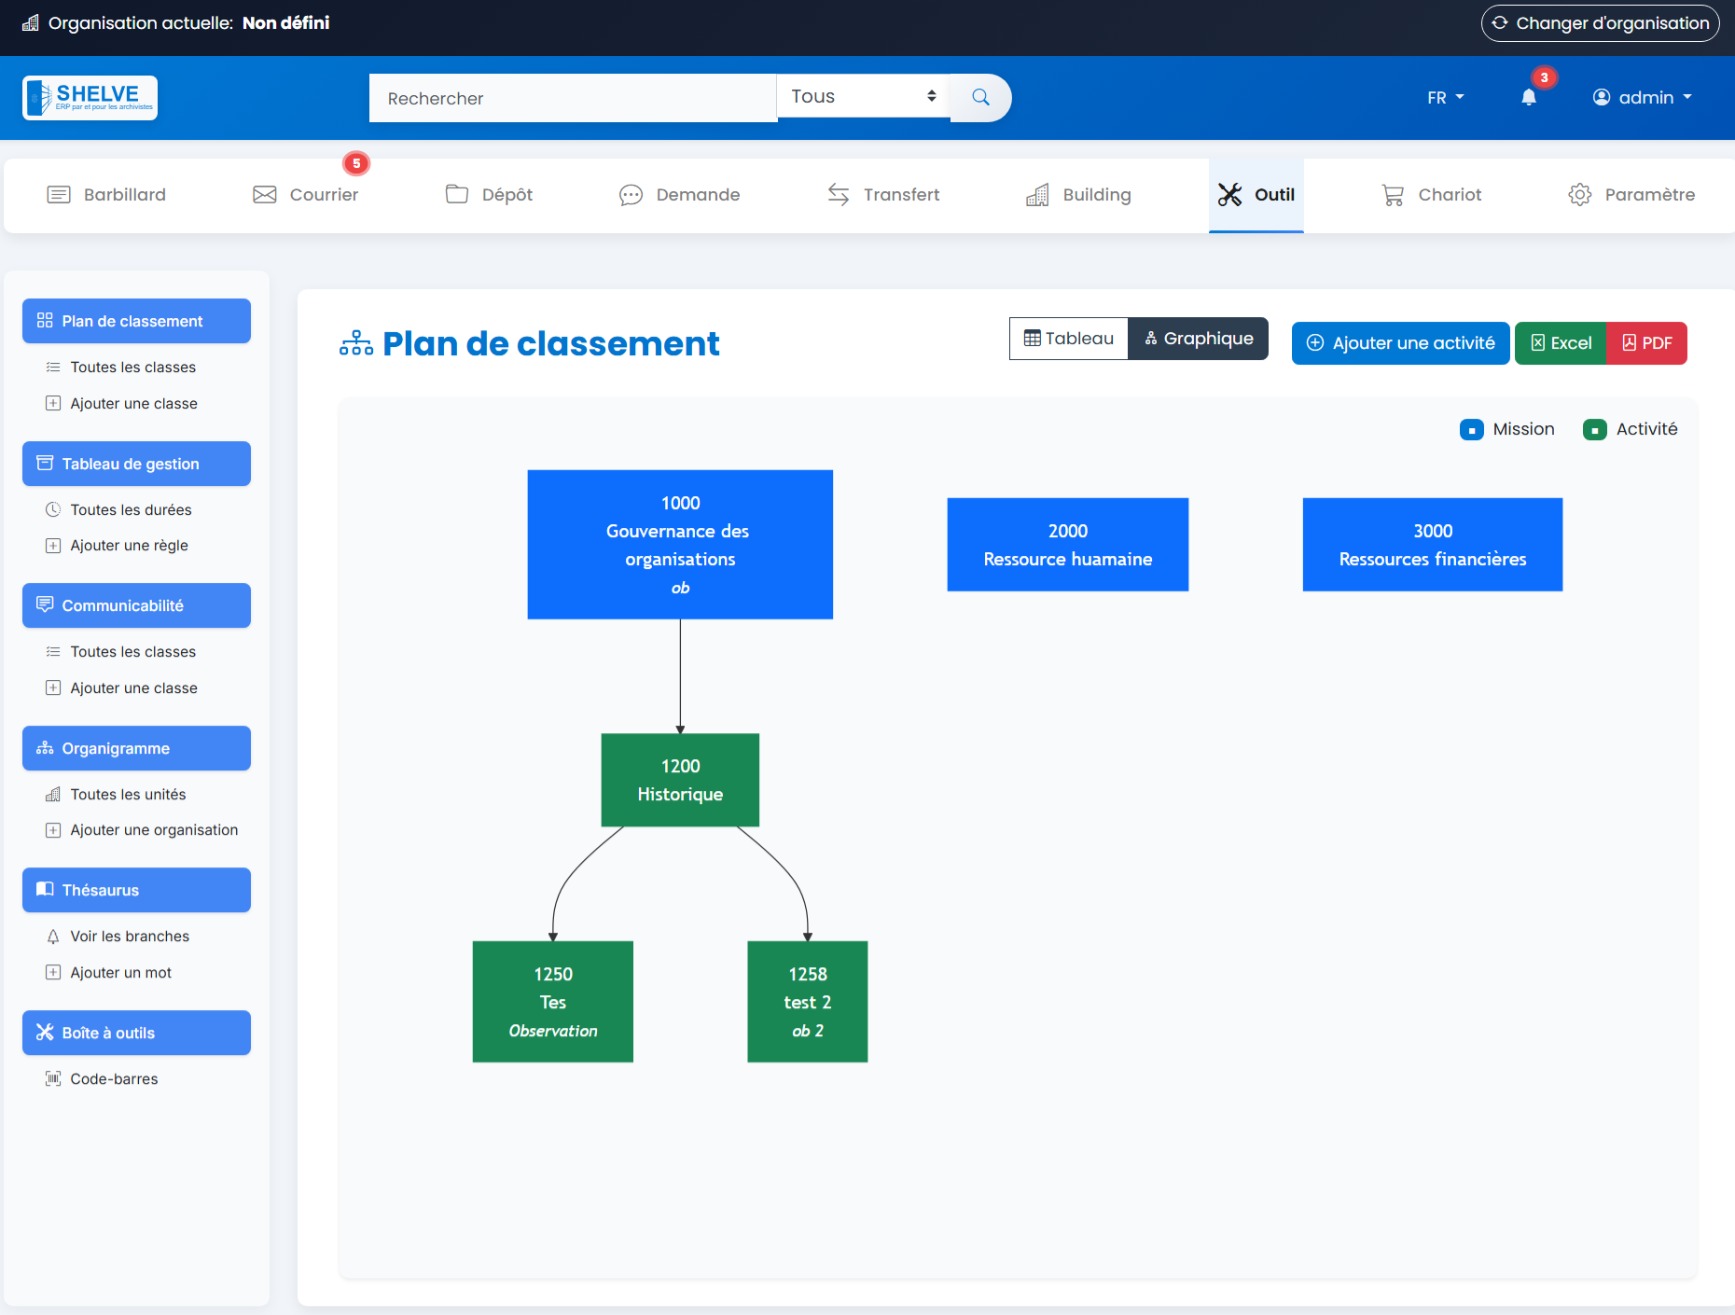 Organisation actuelle: Non défini
Changer d'organisation
SHELVE
ERP par et pour les archivistes
Rechercher
Tous
FR
3
admin
Barbillard
5
Courrier
Dépôt
Demande
Transfert
Building
Outil
Chariot
Paramètre
Plan de classement
Toutes les classes
Ajouter une classe
Tableau de gestion
Toutes les durées
Ajouter une règle
Communicabilité
Toutes les classes
Ajouter une classe
Organigramme
Toutes les unités
Ajouter une organisation
Thésaurus
Voir les branches
Ajouter un mot
Boîte à outils
Code-barres
Plan de classement
Tableau
Graphique
Ajouter une activité
Excel
PDF
Mission
Activité
1000
Gouvernance des
organisations
ob
2000
Ressource huamaine
3000
Ressources financières
1200
Historique
1250
Tes
Observation
1258
test 2
ob 2